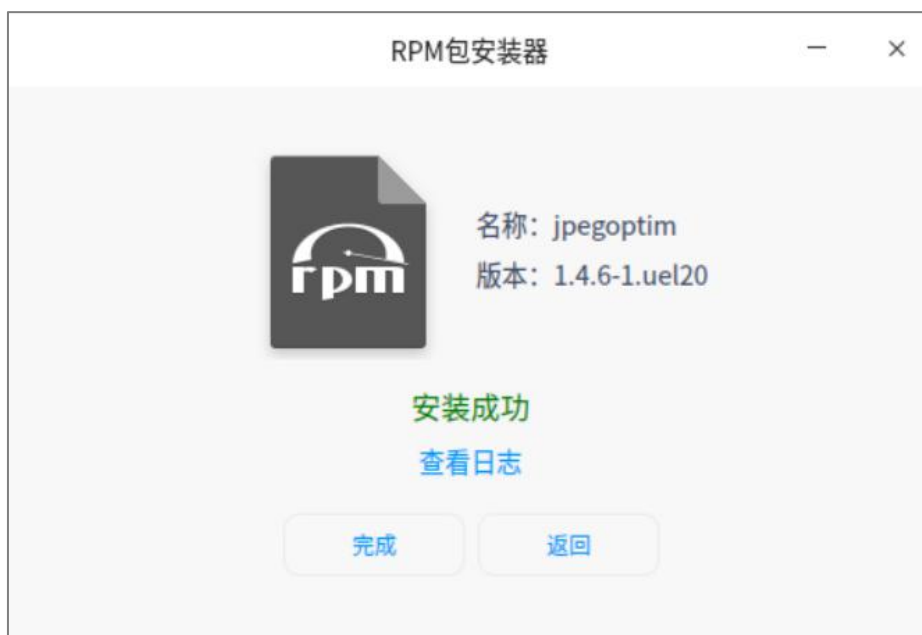 RPM包安装器
rpm
名称：jpegoptim
版本：1.4.6-1.uel20
安装成功
查看日志
完成
返回